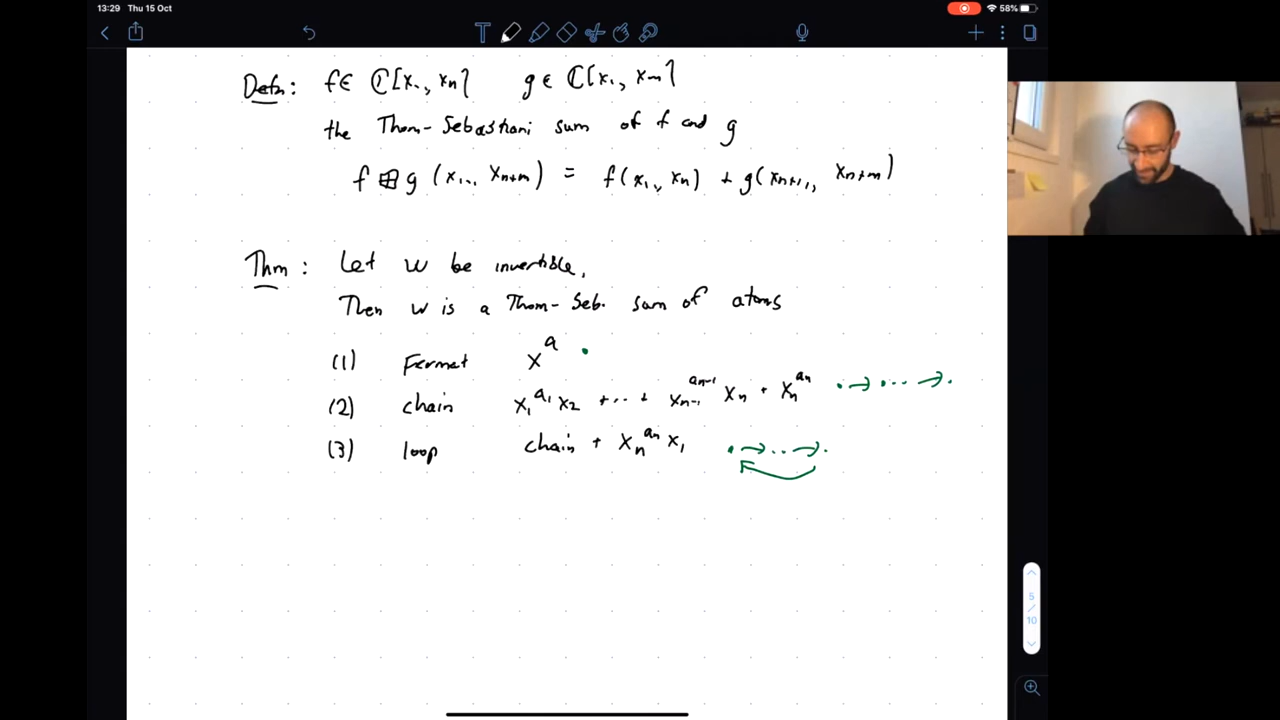 13:29 Thu 15 Oct
58%
Defn: f ∈ ℂ[x1.., xn] g ∈ ℂ[x1.., xm]
the Thom-Sebastiani sum of f and g
f ⊞ g (x1..., xn+m) = f(x1.., xn) + g(xn+1.., xn+m)
Thm: Let w be invertible.
Then w is a Thom-Seb. sum of atoms
(1) Fermat x^a
(2) chain x1^a1 x2 + ... + xn-1^an-1 xn + xn^an
(3) loop chain + xn^an x1
5
/
10